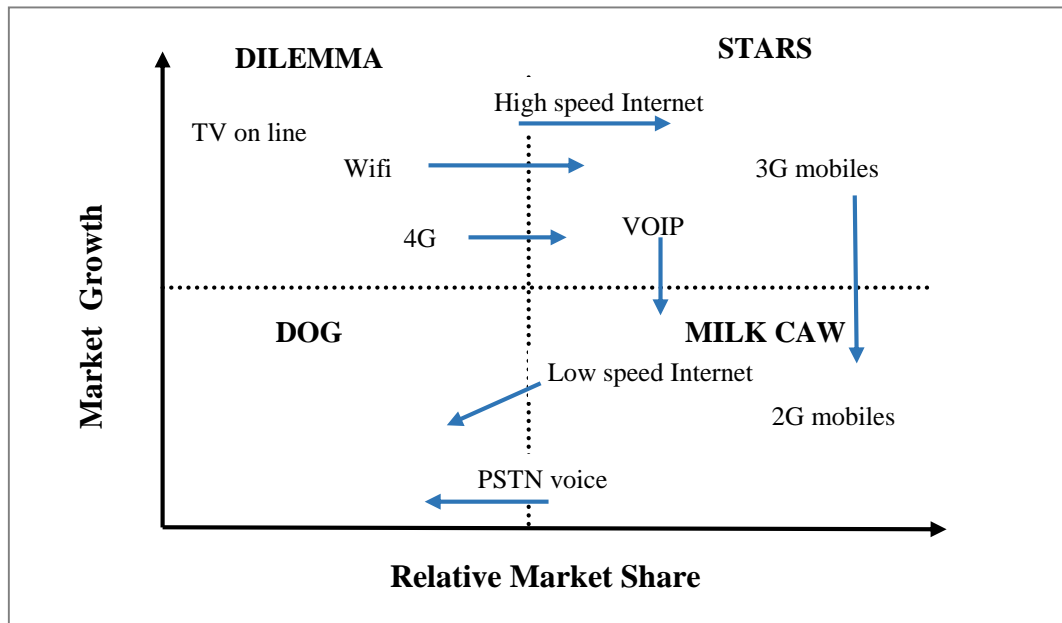 DILEMMA
STARS
High speed Internet
TV on line
Wifi
3G mobiles
4G
VOIP
Market Growth
DOG
MILK CAW
Low speed Internet
2G mobiles
PSTN voice
Relative Market Share